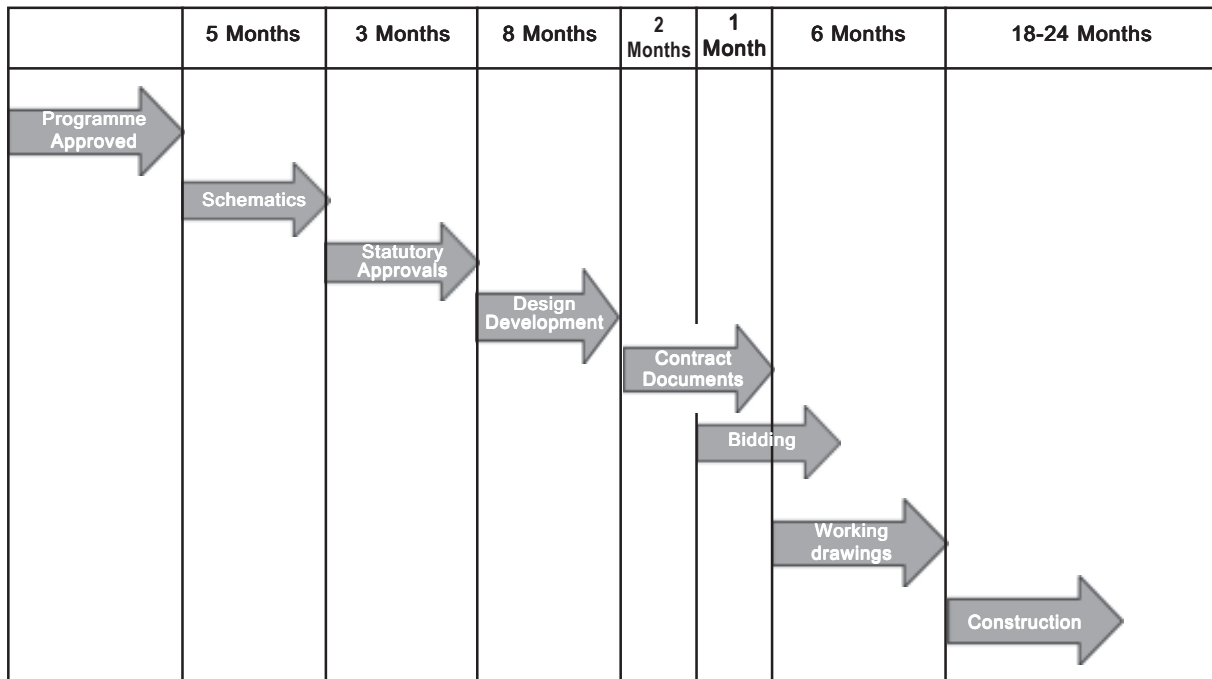 5 Months
3 Months
8 Months
2
Months
1
Month
6 Months
18-24 Months
Programme
Approved
Schematics
Statutory
Approvals
Design
Development
Contract
Documents
Bidding
Working
drawings
Construction